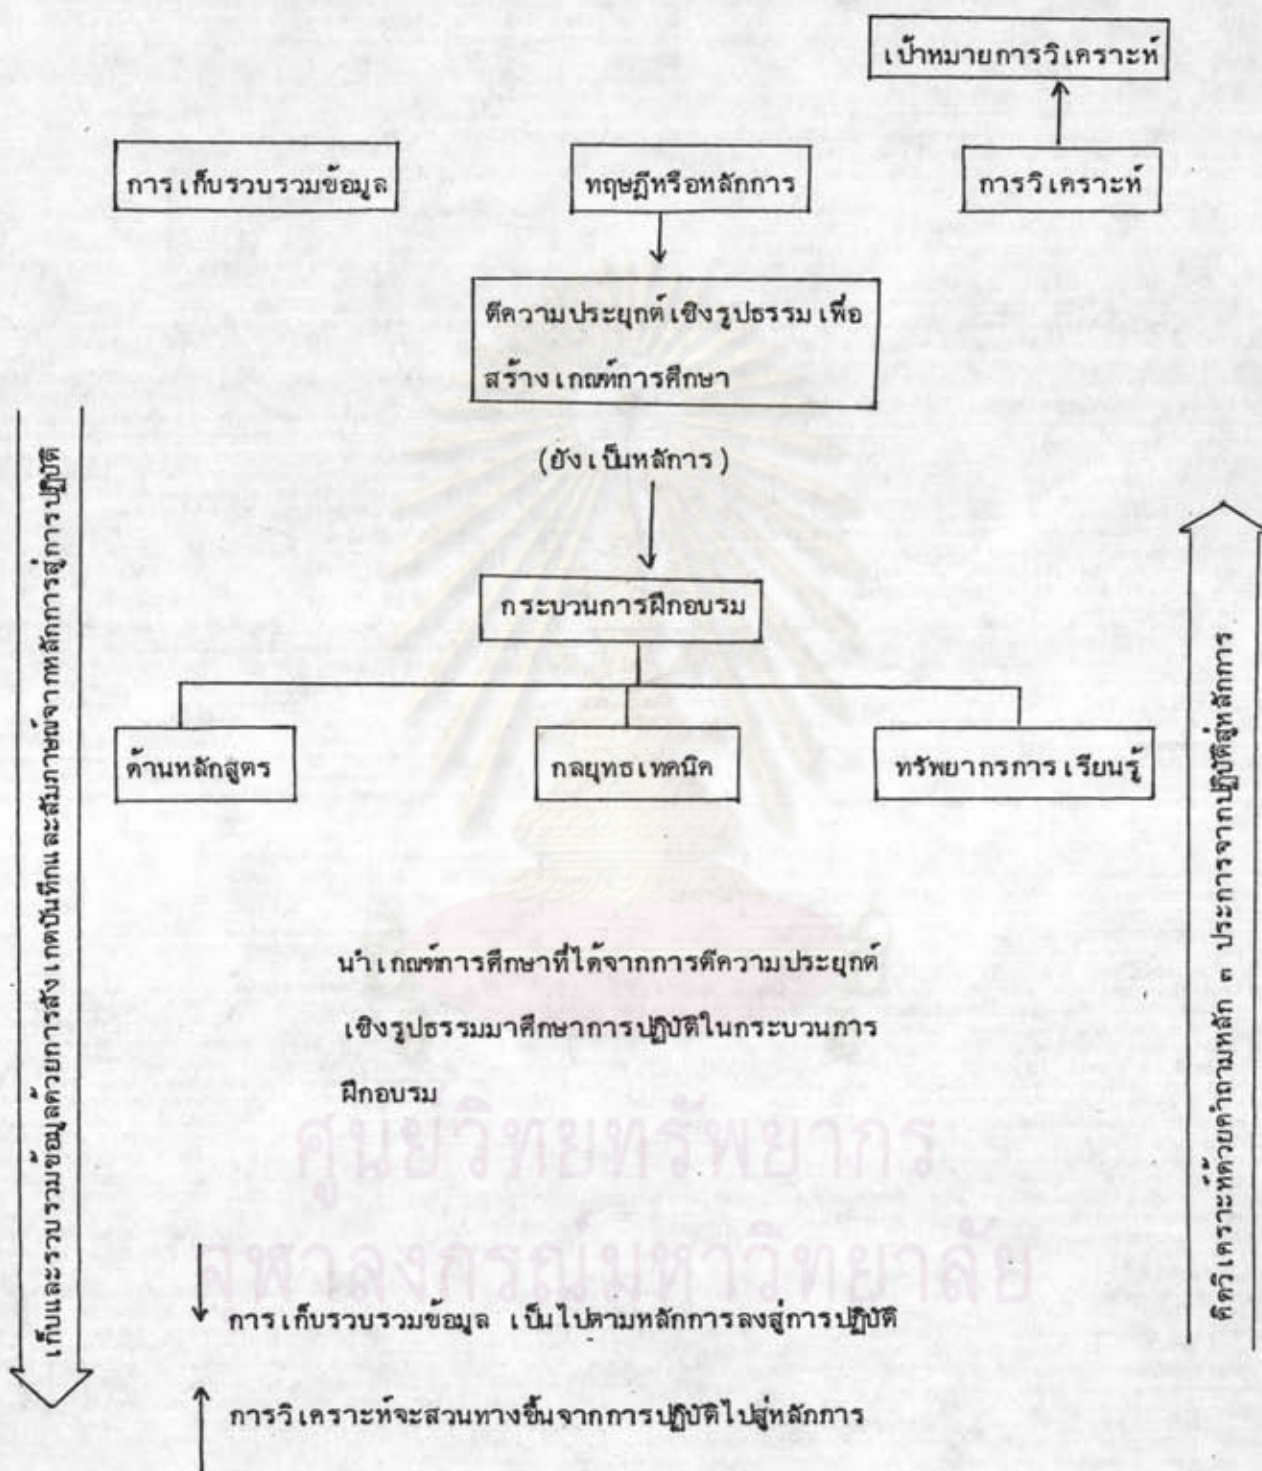 เป้าหมายการวิเคราะห์
การเก็บรวบรวมข้อมูล
ทฤษฎีหรือหลักการ
การวิเคราะห์
ตีความประยุกต์เชิงรูปธรรมเพื่อ
สร้างเกณฑ์การศึกษา
(ยังเป็นหลัการ)
กระบวนการฝึกอบรม
ด้านหลักสูตร
กลยุทธเทคนิค
ทรัพยากรการเรียนรู้
นำเกณฑ์การศึกษาที่ได้จากการตีความประยุกต์
เชิงรูปธรรมมาศึกษาการปฏิบัติในกระบวนการ
ฝึกอบรม
การเก็บรวบรวมข้อมูล เป็นไปตามหลักการลงสู่การปฏิบัติ
การวิเคราะห์จะสวนทางขึ้นจากการปฏิบัติไปสู่หลักการ
เก็บและรวบรวมข้อมูลด้วยการสังเกตบันทึกและสัมภาษณ์จากหลักการสู่การปฏิบัติ
คิดวิเคราะห์ด้วยคำถามหลัก ๓ ประการจากปฏิบัติสู่หลักการ
ศูนย์วิทยทรัพยากร
จุฬาลงกรณ์มหาวิทยาลัย